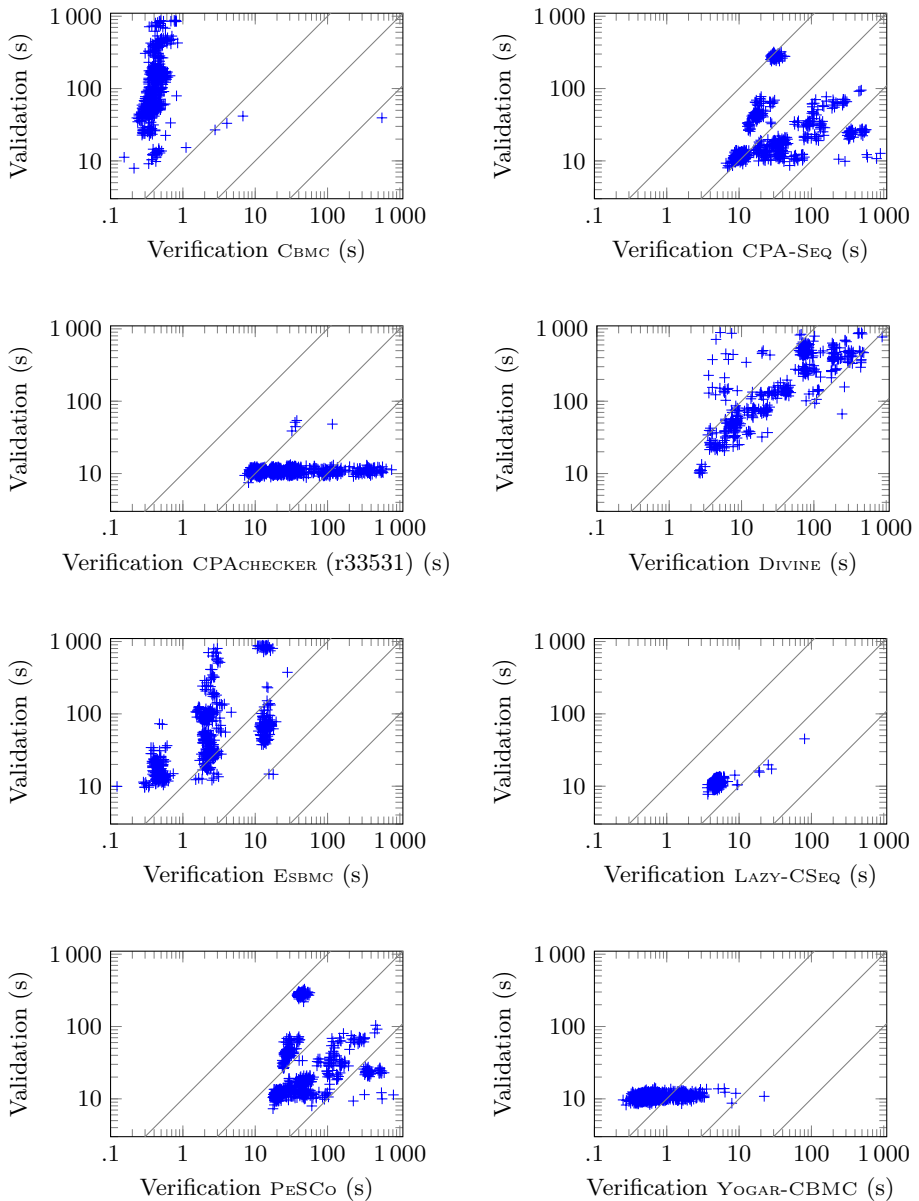 1 000
1 000
100
100
10
10
Validation (s)
Validation (s)
.1 1 10 100 1 000
.1 1 10 100 1 000
Verification CBMC (s)
Verification CPA-SEQ (s)
1 000
1 000
100
100
10
10
Validation (s)
Validation (s)
.1 1 10 100 1 000
.1 1 10 100 1 000
Verification CPACHECKER (r33531) (s)
Verification DIVINE (s)
1 000
1 000
100
100
10
10
Validation (s)
Validation (s)
.1 1 10 100 1 000
.1 1 10 100 1 000
Verification ESBMC (s)
Verification LAZY-CSEQ (s)
1 000
1 000
100
100
10
10
Validation (s)
Validation (s)
.1 1 10 100 1 000
.1 1 10 100 1 000
Verification PESCO (s)
Verification YOGAR-CBMC (s)